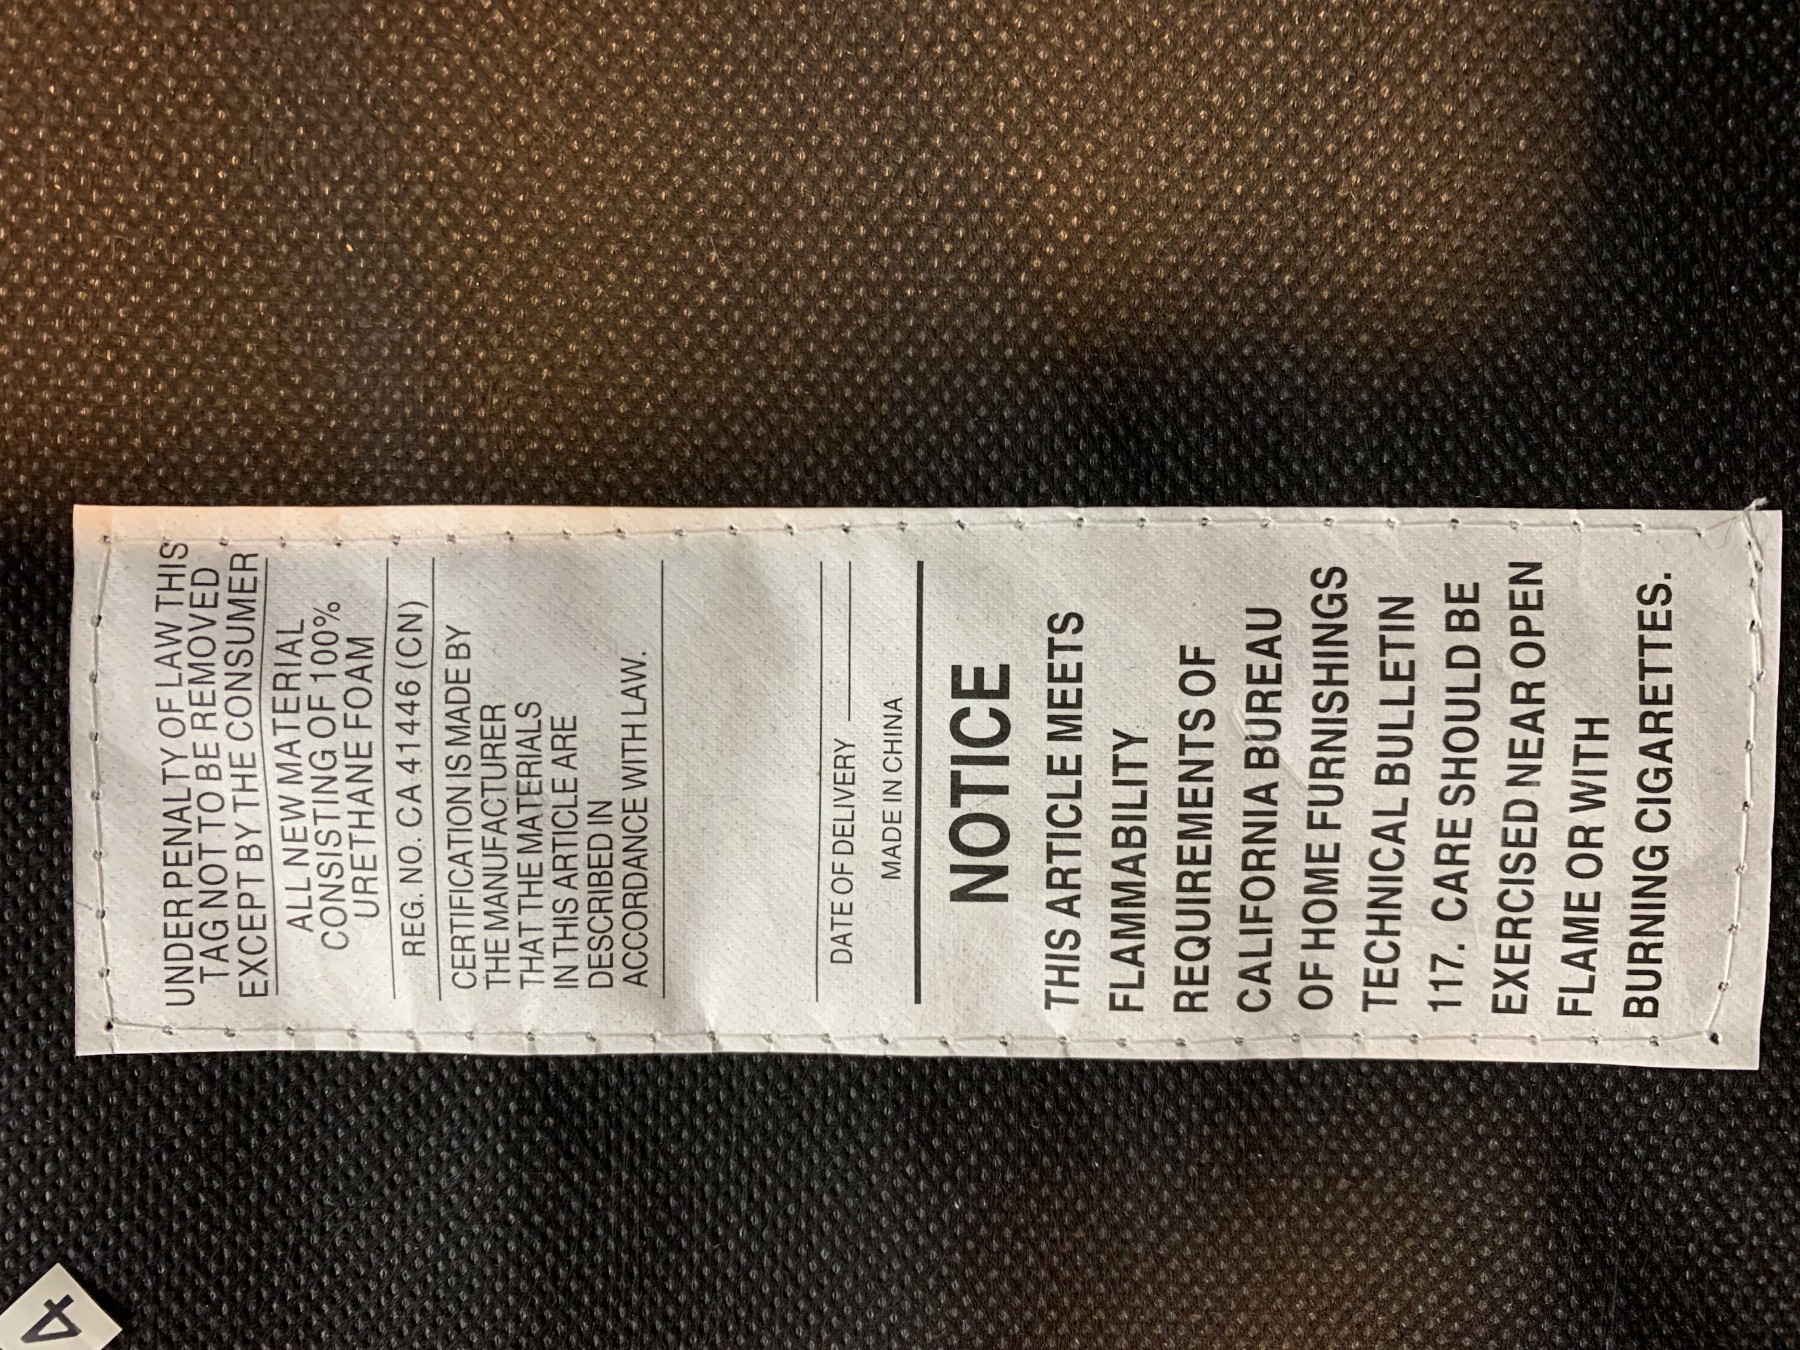 UNDER PENALTY OF LAW THIS
TAG NOT TO BE REMOVED
EXCEPT BY THE CONSUMER
ALL NEW MATERIAL
CONSISTING OF 100%
URETHANE FOAM
REG. NO. CA 41446 (CN)
CERTIFICATION IS MADE BY
THE MANUFACTURER
THAT THE MATERIALS
IN THIS ARTICLE ARE
DESCRIBED IN
ACCORDANCE WITH LAW.
DATE OF DELIVERY
MADE IN CHINA
NOTICE
THIS ARTICLE MEETS
FLAMMABILITY
REQUIREMENTS OF
CALIFORNIA BUREAU
OF HOME FURNISHINGS
TECHNICAL BULLETIN
117. CARE SHOULD BE
EXERCISED NEAR OPEN
FLAME OR WITH
BURNING CIGARETTES.
4